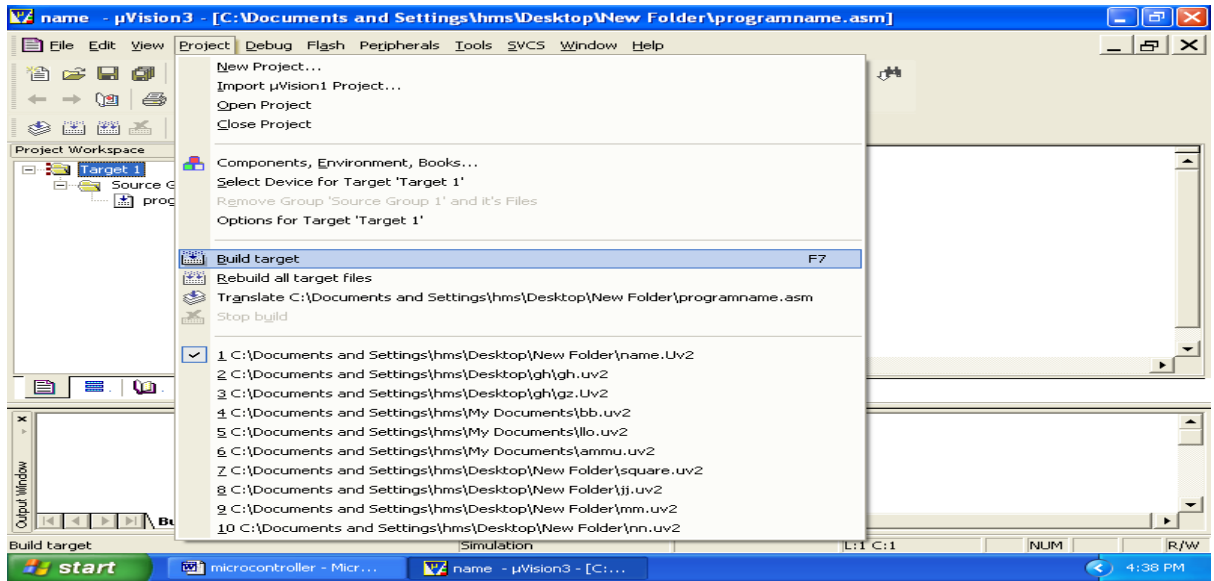 name - µVision3 - [C:\Documents and Settings\hms\Desktop\New Folder\programname.asm]
File Edit View Project Debug Flash Peripherals Tools SVCS Window Help
New Project...
Import µVision1 Project...
Open Project
Close Project
Components, Environment, Books...
Select Device for Target 'Target 1'
Remove Group 'Source Group 1' and it's Files
Options for Target 'Target 1'
Build target F7
Rebuild all target files
Translate C:\Documents and Settings\hms\Desktop\New Folder\programname.asm
Stop build
1 C:\Documents and Settings\hms\Desktop\New Folder\name.Uv2
2 C:\Documents and Settings\hms\Desktop\gh\gh.uv2
3 C:\Documents and Settings\hms\Desktop\gh\gz.Uv2
4 C:\Documents and Settings\hms\My Documents\bb.uv2
5 C:\Documents and Settings\hms\My Documents\llo.uv2
6 C:\Documents and Settings\hms\My Documents\ammu.uv2
7 C:\Documents and Settings\hms\Desktop\New Folder\square.uv2
8 C:\Documents and Settings\hms\Desktop\New Folder\jj.uv2
9 C:\Documents and Settings\hms\Desktop\New Folder\mm.uv2
10 C:\Documents and Settings\hms\Desktop\New Folder\nn.uv2
Project Workspace
Target 1
Source G
prog
Output Window
Bu
Build target Simulation L:1 C:1 NUM R/W
start microcontroller - Micr... name - µVision3 - [C:... 4:38 PM